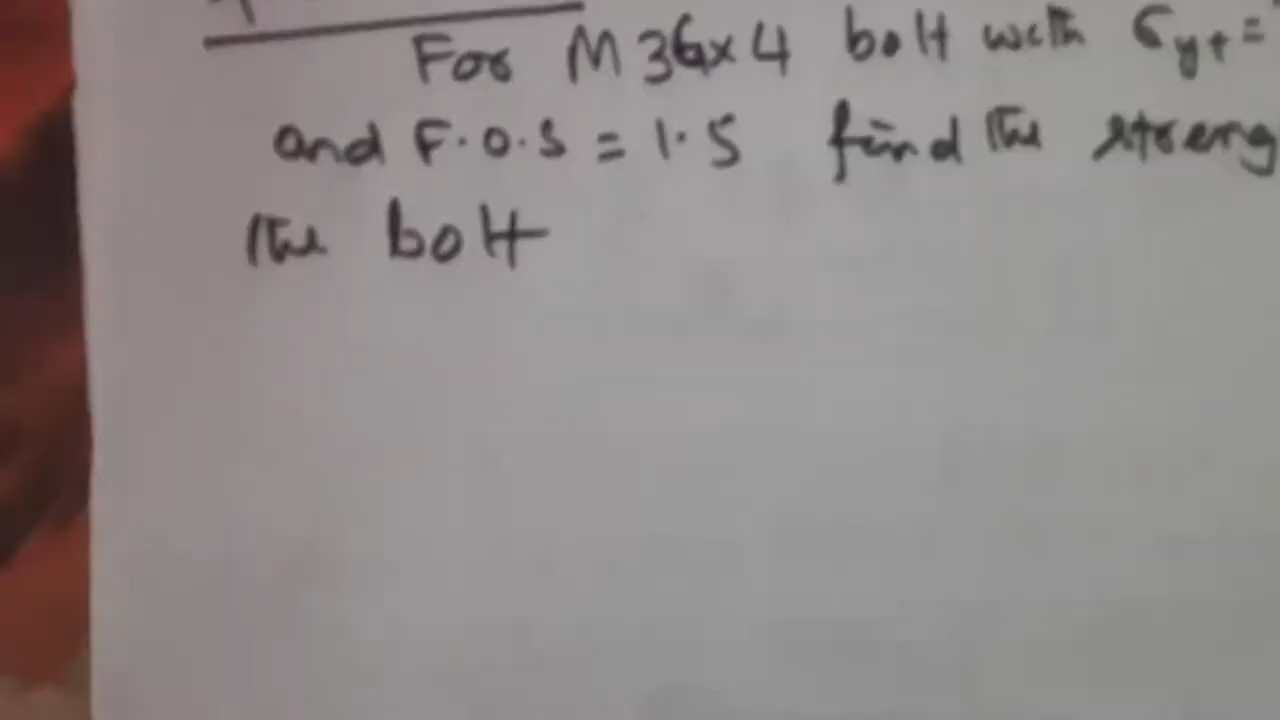 For M36x4 bolt with σyt =
and F.O.S = 1.5 find the streng
the bolt